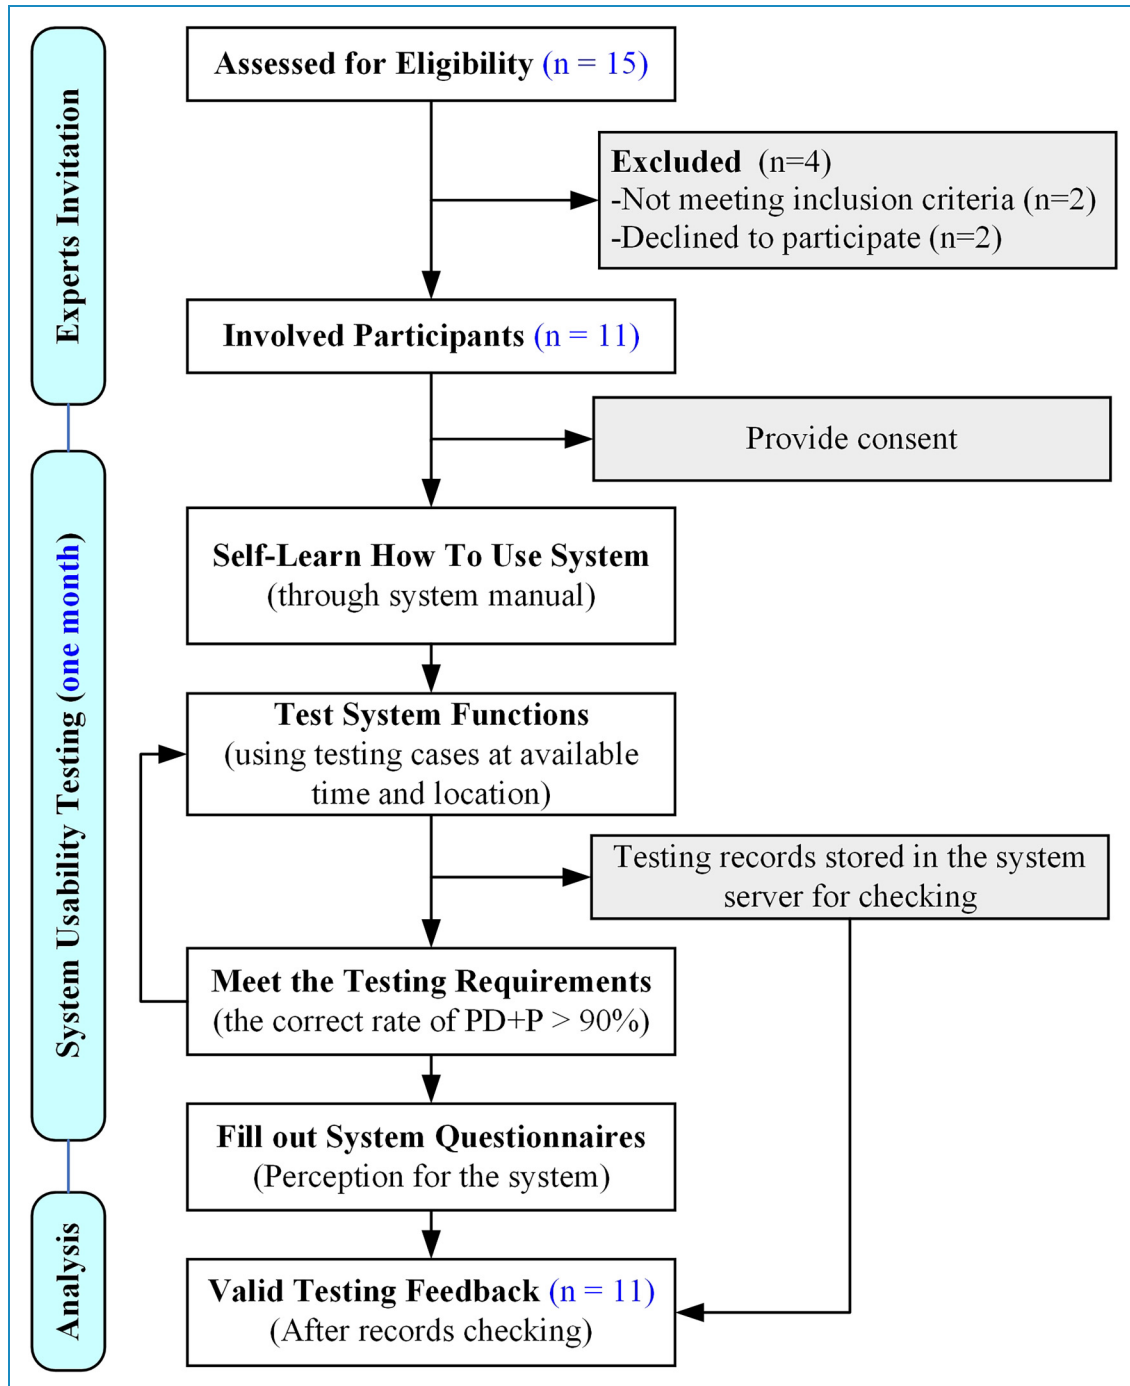 Experts Invitation
Assessed for Eligibility (n = 15)
Excluded (n=4)
-Not meeting inclusion criteria (n=2)
-Declined to participate (n=2)
Involved Participants (n = 11)
Provide consent
System Usability Testing (one month)
Self-Learn How To Use System
(through system manual)
Test System Functions
(using testing cases at available
time and location)
Testing records stored in the system
server for checking
Meet the Testing Requirements
(the correct rate of PD+P > 90%)
Fill out System Questionnaires
(Perception for the system)
Analysis
Valid Testing Feedback (n = 11)
(After records checking)